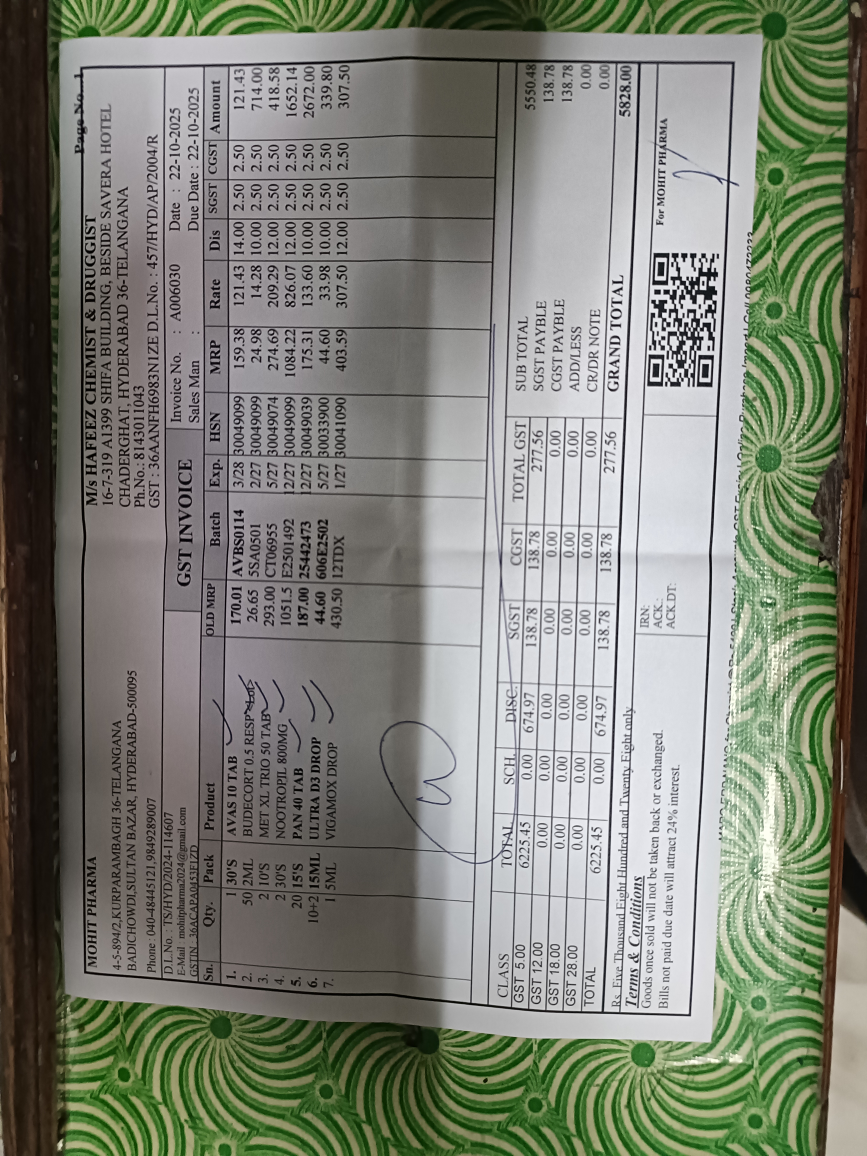 Page No. 1
MOHIT PHARMA
4-5-894/2,KURPARAMBAGH 36-TELANGANA
BADICHOWDI,SULTAN BAZAR, HYDERABAD-500095
Phone : 040-48445121,9849289007
D.L.No. : TS/HYD/2024-114607
E-Mail : mohitpharma2024@gmail.com
M/s HAFEEZ CHEMIST & DRUGGIST
16-7-319 A1399 SHIFA BUILDING, BESIDE SAVERA HOTEL
CHADERGHAT, HYDERABAD 36-TELANGANA
Ph.No.: 8143011043
GST : 36AANFH6983N1ZE D.L.No. : 457/HYD/AP/2004/R
GST INVOICE
Invoice No. : A006030 Date : 22-10-2025
Sales Man : Due Date : 22-10-2025
Sn. Qty. Pack Product OLD MRP Batch Exp. HSN MRP Rate Dis SGST CGST Amount
1. 1 30'S AVAS 10 TAB 170.01 AVBS0114 3/28 30049099 159.38 121.43 14.00 2.50 2.50 121.43
2. 50 2ML BUDECORT 0.5 RESP 26.65 5SA0501 2/27 30049099 24.98 14.28 10.00 2.50 2.50 714.00
3. 2 10'S MET XL TRIO 50 TAB 293.00 CT06955 5/27 30049074 274.69 209.29 12.00 2.50 2.50 418.58
4. 2 30'S NOOTROPIL 800MG 1051.5 E2501492 12/27 30049099 1084.22 826.07 12.00 2.50 2.50 1652.14
5. 20 15'S PAN 40 TAB 187.00 25442473 12/27 30049039 175.31 133.60 10.00 2.50 2.50 2672.00
6. 10+2 15ML ULTRA D3 DROP 44.60 606E2502 5/27 30033900 44.60 33.98 10.00 2.50 2.50 339.80
7. 1 5ML VIGAMOX DROP 430.50 12TDX 1/27 30041090 403.59 307.50 12.00 2.50 2.50 307.50
CLASS TOTAL SCH. DISC. SGST CGST TOTAL GST
GST 5.00 6225.45 0.00 674.97 138.78 138.78 277.56
GST 12.00 0.00 0.00 0.00 0.00 0.00 0.00
GST 18.00 0.00 0.00 0.00 0.00 0.00 0.00
GST 28.00 0.00 0.00 0.00 0.00 0.00 0.00
TOTAL 6225.45 0.00 674.97 138.78 138.78 277.56
SUB TOTAL 5550.48
SGST PAYBLE 138.78
CGST PAYBLE 138.78
ADD/LESS 0.00
CR/DR NOTE 0.00
GRAND TOTAL 5828.00
Rs. Five Thousand Eight Hundred and Twenty Eight only
Terms & Conditions
Goods once sold will not be taken back or exchanged.
Bills not paid due date will attract 24% interest.
IRN:
ACK.:
ACK.DT:
For MOHIT PHARMA